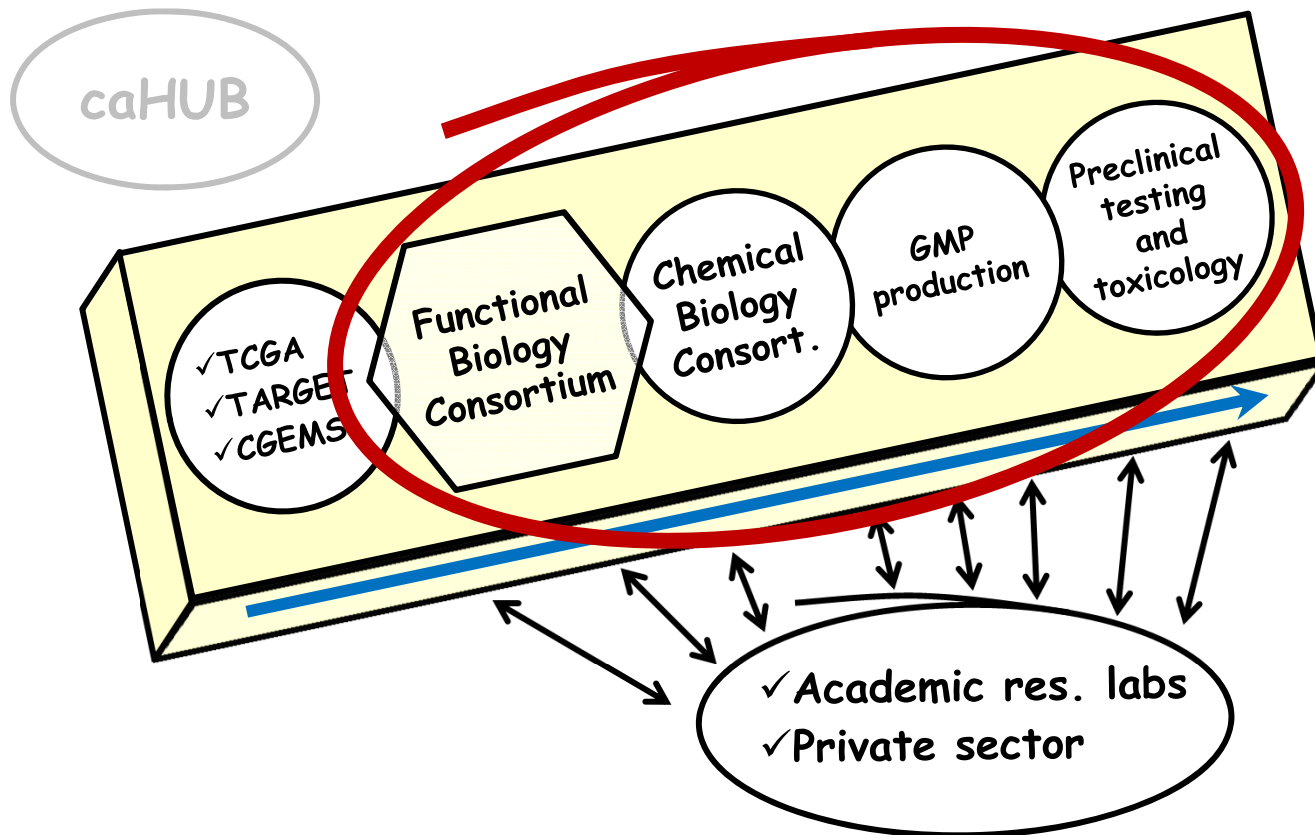 caHUB
✓TCGA
✓TARGET
✓CGEMS
Functional
Biology
Consortium
Chemical
Biology
Consort.
GMP
production
Preclinical
testing
and
toxicology
✓Academic res. labs
✓Private sector